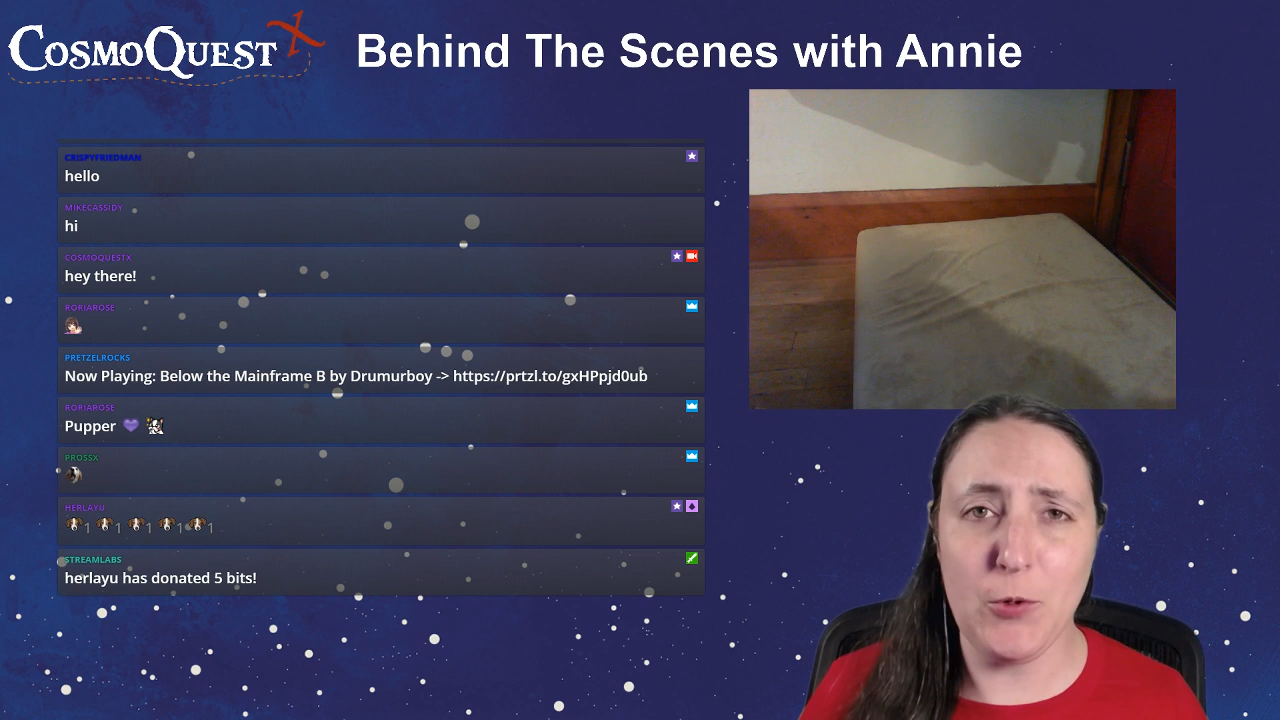 CosmoQuest X
Behind The Scenes with Annie
CRISPYFRIEDMAN
hello
MIKECASSIDY
hi
COSMOQUESTX
hey there!
RORIAROSE
PRETZELROCKS
Now Playing: Below the Mainframe B by Drumurboy -> https://prtzl.to/gxHPpjd0ub
RORIAROSE
Pupper
PROSSX
HERLAYU
1 1 1 1 1
STREAMLABS
herlayu has donated 5 bits!